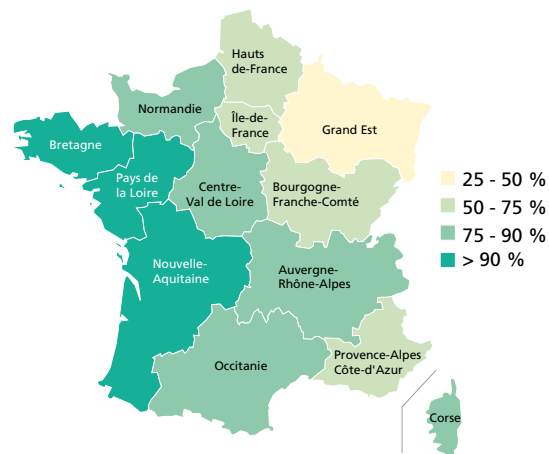 Hauts
de-France
Normandie
Île-de-
France
Grand Est
Bretagne
Pays de
la Loire
Centre-
Val de Loire
Bourgogne-
Franche-Comté
25 - 50 %
50 - 75 %
75 - 90 %
> 90 %
Nouvelle-
Aquitaine
Auvergne-
Rhône-Alpes
Occitanie
Provence-Alpes
Côte-d'Azur
Corse